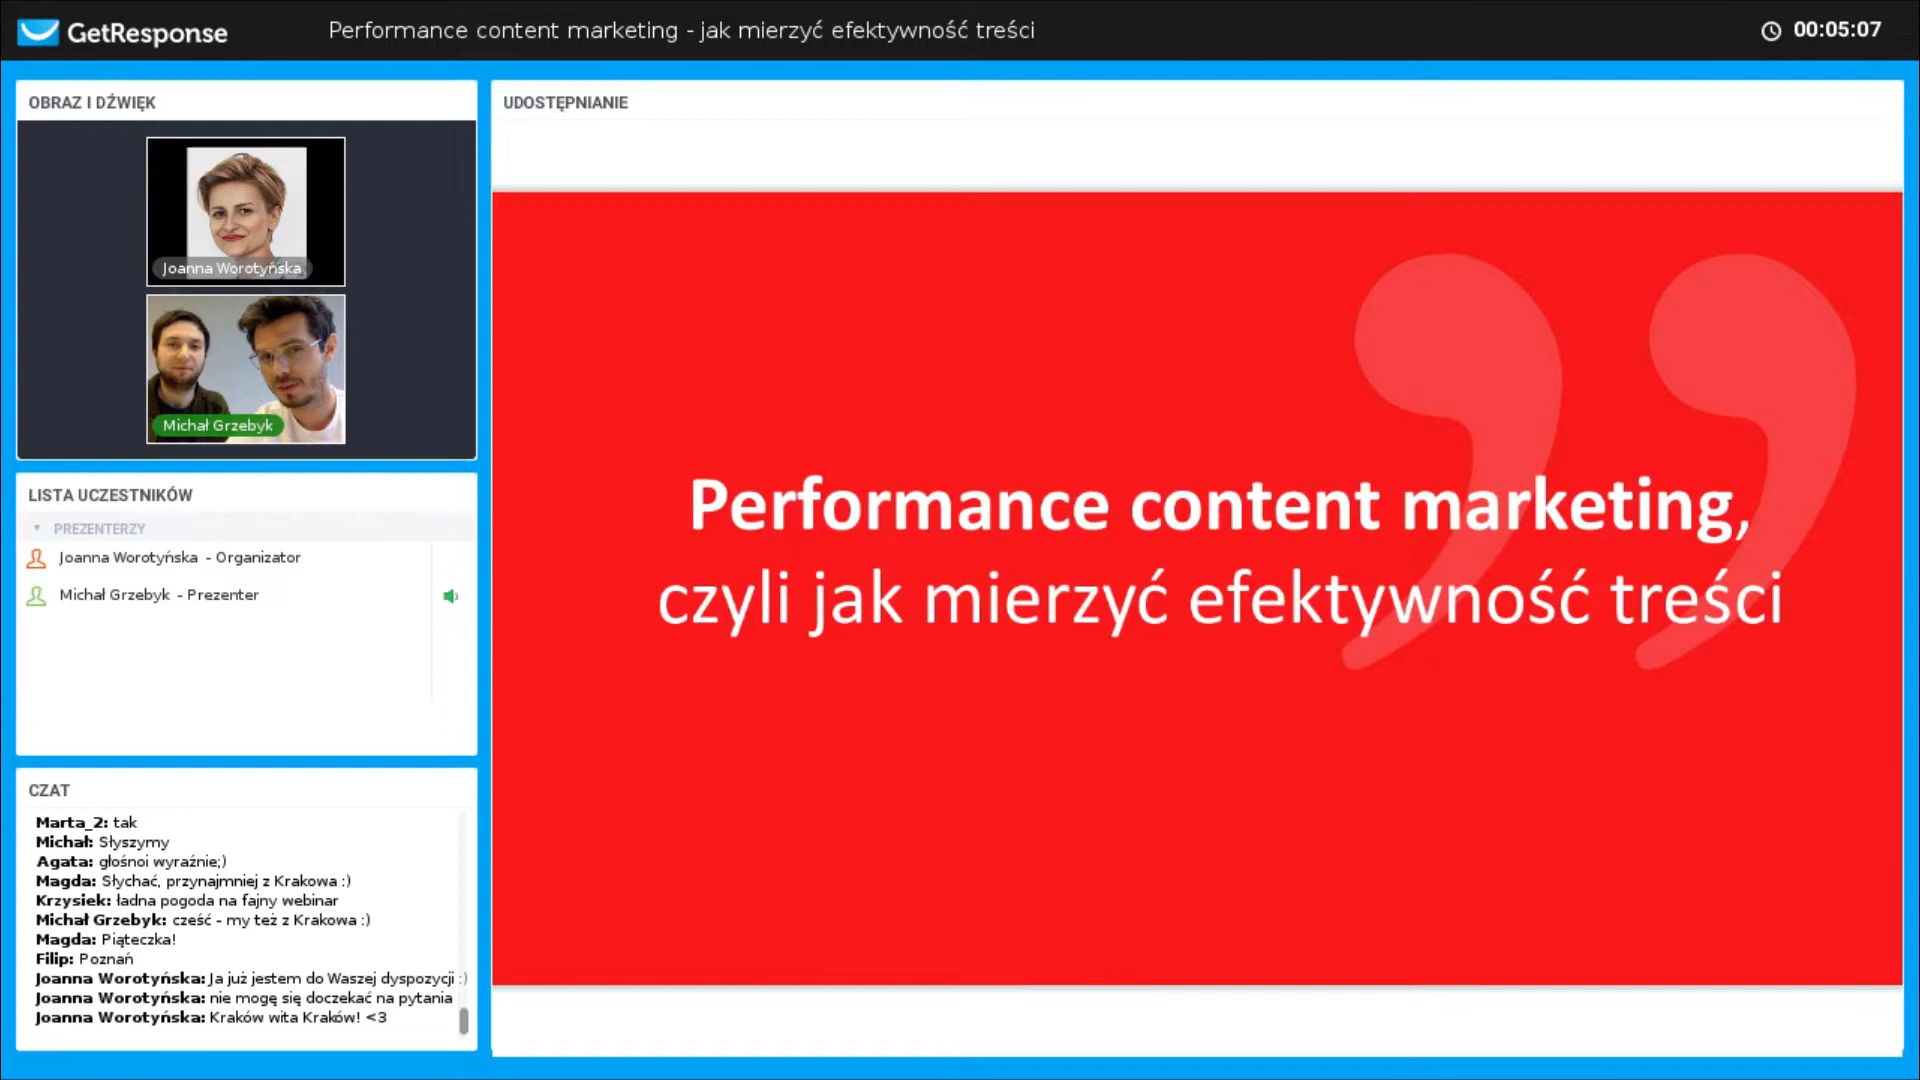 GetResponse
Performance content marketing - jak mierzyć efektywność treści
00:05:07
OBRAZ I DŹWIĘK
Joanna Worotyńska
Michał Grzebyk
LISTA UCZESTNIKÓW
PREZENTERZY
Joanna Worotyńska - Organizator
Michał Grzebyk - Prezenter
CZAT
Marta_2: tak
Michał: Słyszymy
Agata: głośnoi wyraźnie;)
Magda: Słychać, przynajmniej z Krakowa :)
Krzysiek: ładna pogoda na fajny webinar
Michał Grzebyk: cześć - my też z Krakowa :)
Magda: Piąteczka!
Filip: Poznań
Joanna Worotyńska: Ja już jestem do Waszej dyspozycji :)
Joanna Worotyńska: nie mogę się doczekać na pytania
Joanna Worotyńska: Kraków wita Kraków! <3
UDOSTĘPNIANIE
Performance content marketing,
czyli jak mierzyć efektywność treści